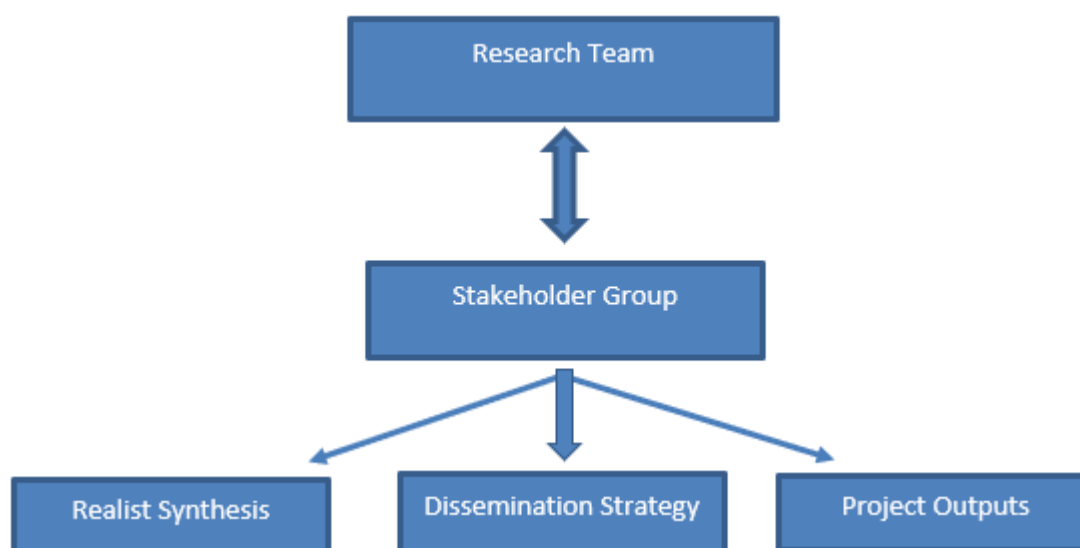 Research Team
Stakeholder Group
Realist Synthesis
Dissemination Strategy
Project Outputs